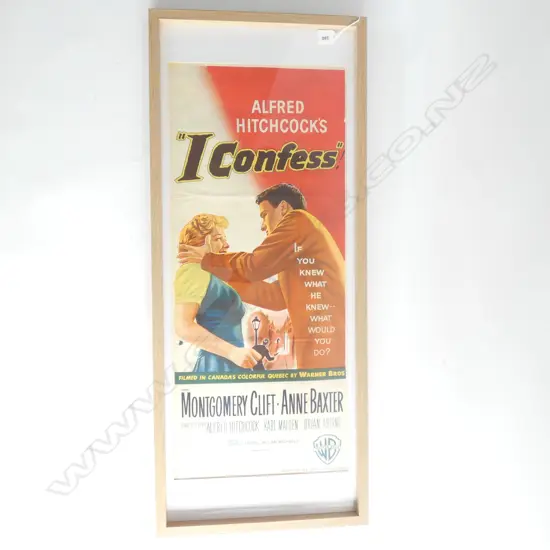 ALFRED
HITCHCOCK'S
"I Confess"!
IF
YOU
KNEW
WHAT
HE
KNEW--
WHAT
WOULD
YOU
DO?
FILMED IN CANADA'S COLORFUL QUEBEC BY WARNER BROS
MONTGOMERY CLIFT · ANNE BAXTER
ALFRED HITCHCOCK KARL MALDEN BRIAN AHERNE
WB